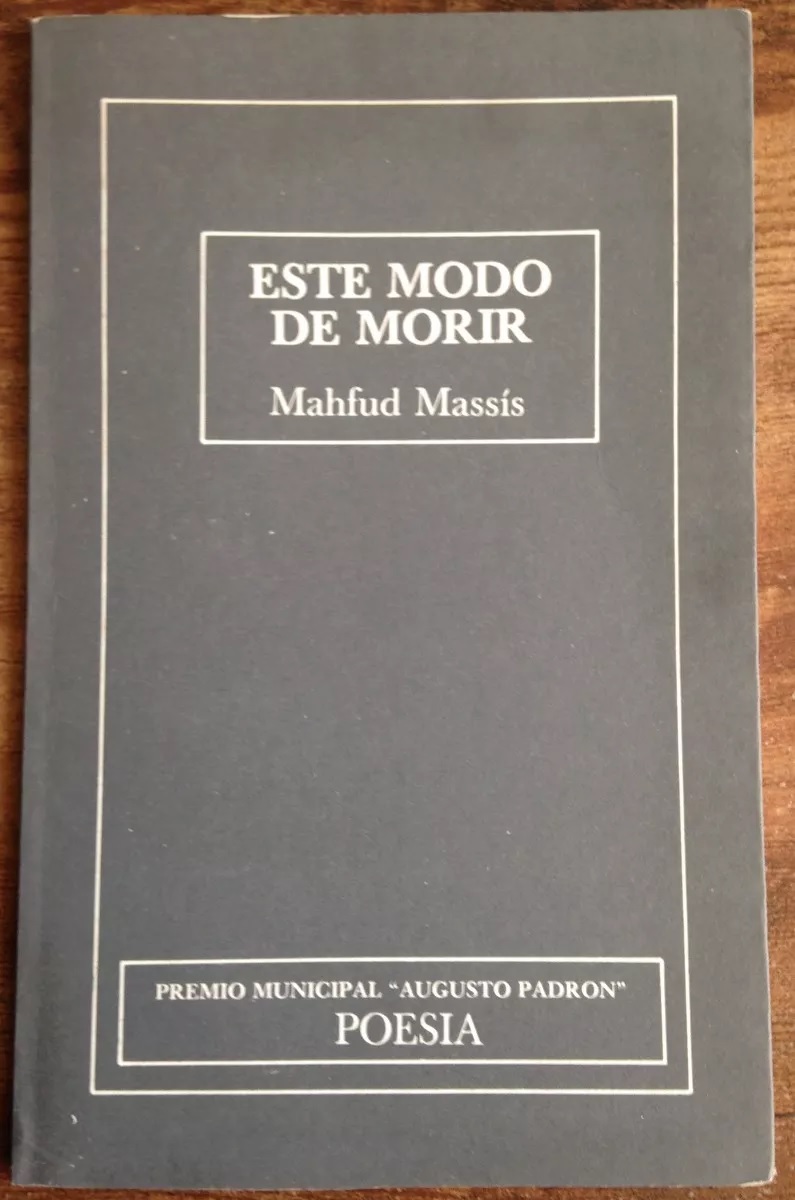 ESTE MODO
DE MORIR
Mahfud Massís
PREMIO MUNICIPAL "AUGUSTO PADRON"
POESIA